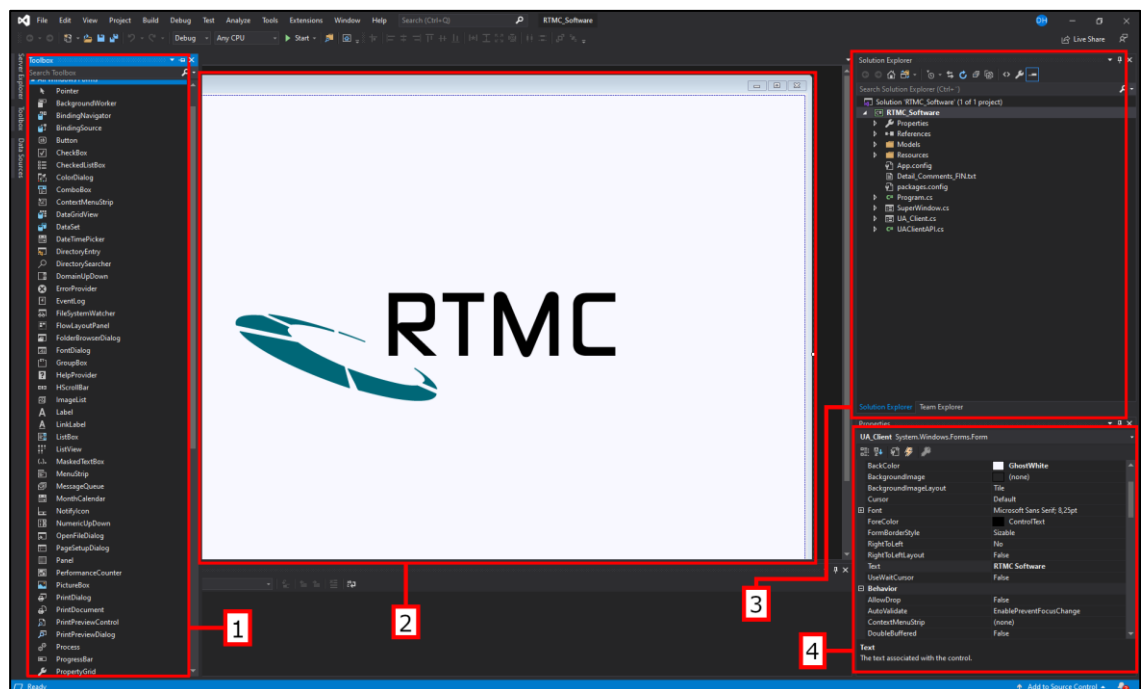 File Edit View Project Build Debug Test Analyze Tools Extensions Window Help Search (Ctrl+Q) RTMC_Software DH
Debug Any CPU Start Live Share
Server Explorer
Toolbox
Data Sources
Toolbox
Search Toolbox
All Windows Forms
Pointer
BackgroundWorker
BindingNavigator
BindingSource
Button
CheckBox
CheckedListBox
ColorDialog
ComboBox
ContextMenuStrip
DataGridView
DataSet
DateTimePicker
DirectoryEntry
DirectorySearcher
DomainUpDown
ErrorProvider
EventLog
FileSystemWatcher
FlowLayoutPanel
FolderBrowserDialog
FontDialog
GroupBox
HelpProvider
HScrollBar
ImageList
Label
LinkLabel
ListBox
ListView
MaskedTextBox
MenuStrip
MessageQueue
MonthCalendar
NotifyIcon
NumericUpDown
OpenFileDialog
PageSetupDialog
Panel
PerformanceCounter
PictureBox
PrintDialog
PrintDocument
PrintPreviewControl
PrintPreviewDialog
Process
ProgressBar
PropertyGrid
RTMC
1
2
3
4
Solution Explorer
Search Solution Explorer (Ctrl+¨)
Solution 'RTMC_Software' (1 of 1 project)
RTMC_Software
Properties
References
Models
Resources
App.config
Detail_Comments_FIN.txt
packages.config
Program.cs
SuperWindow.cs
UA_Client.cs
UAClientAPI.cs
Solution Explorer Team Explorer
Properties
UA_Client System.Windows.Forms.Form
BackColor GhostWhite
BackgroundImage (none)
BackgroundImageLayout Tile
Cursor Default
Font Microsoft Sans Serif; 8,25pt
ForeColor ControlText
FormBorderStyle Sizable
RightToLeft No
RightToLeftLayout False
Text RTMC Software
UseWaitCursor False
Behavior
AllowDrop False
AutoValidate EnablePreventFocusChange
ContextMenuStrip (none)
DoubleBuffered False
Text
The text associated with the control.
Ready Add to Source Control